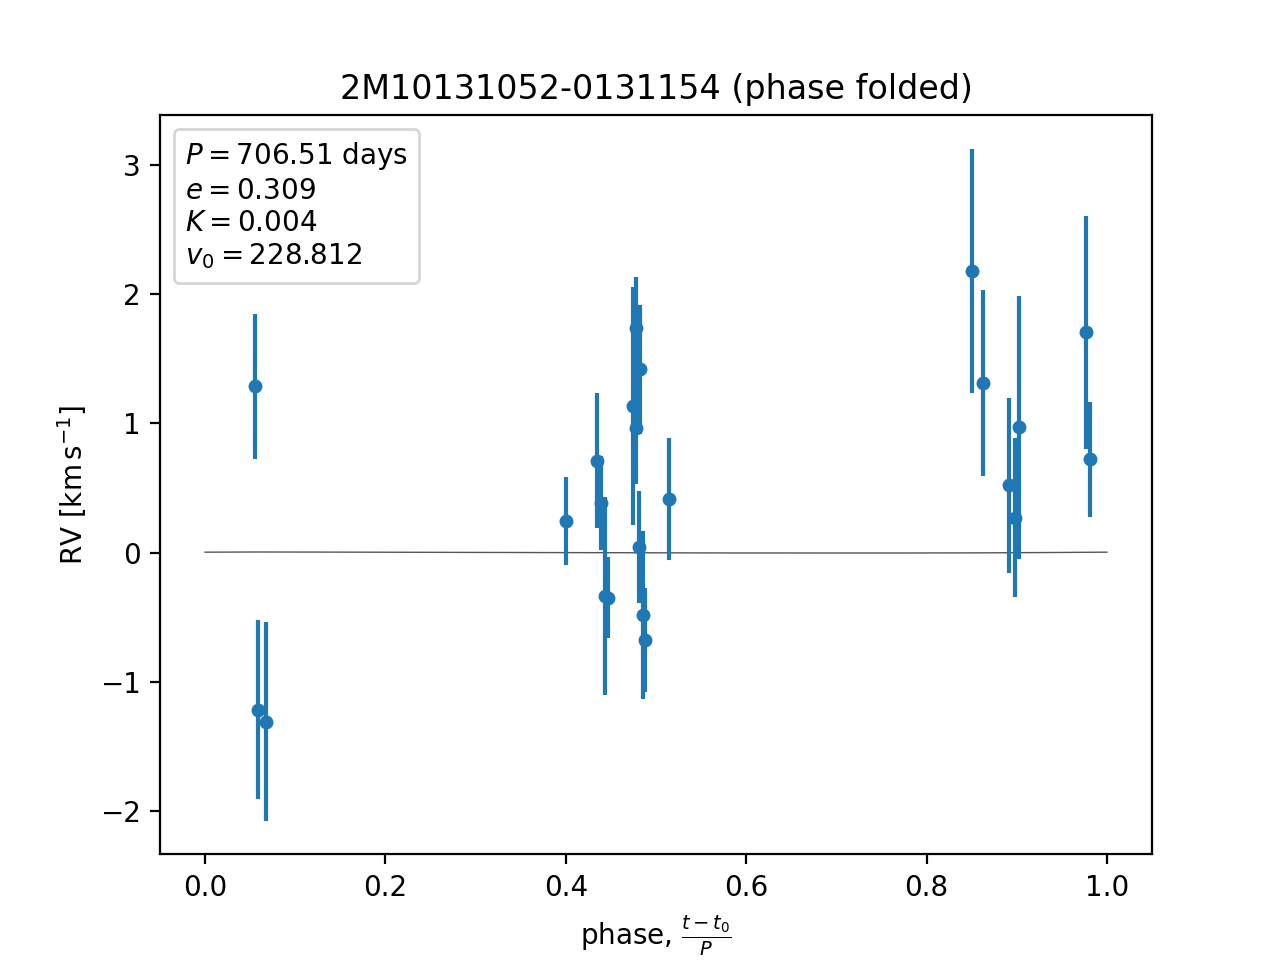 2M10131052-0131154 (phase folded)
P = 706.51 days
e = 0.309
K = 0.004
v₀ = 228.812
3
2
1
0
−1
−2
RV [km s⁻¹]
0.0 0.2 0.4 0.6 0.8 1.0
phase, (t − t₀)/P